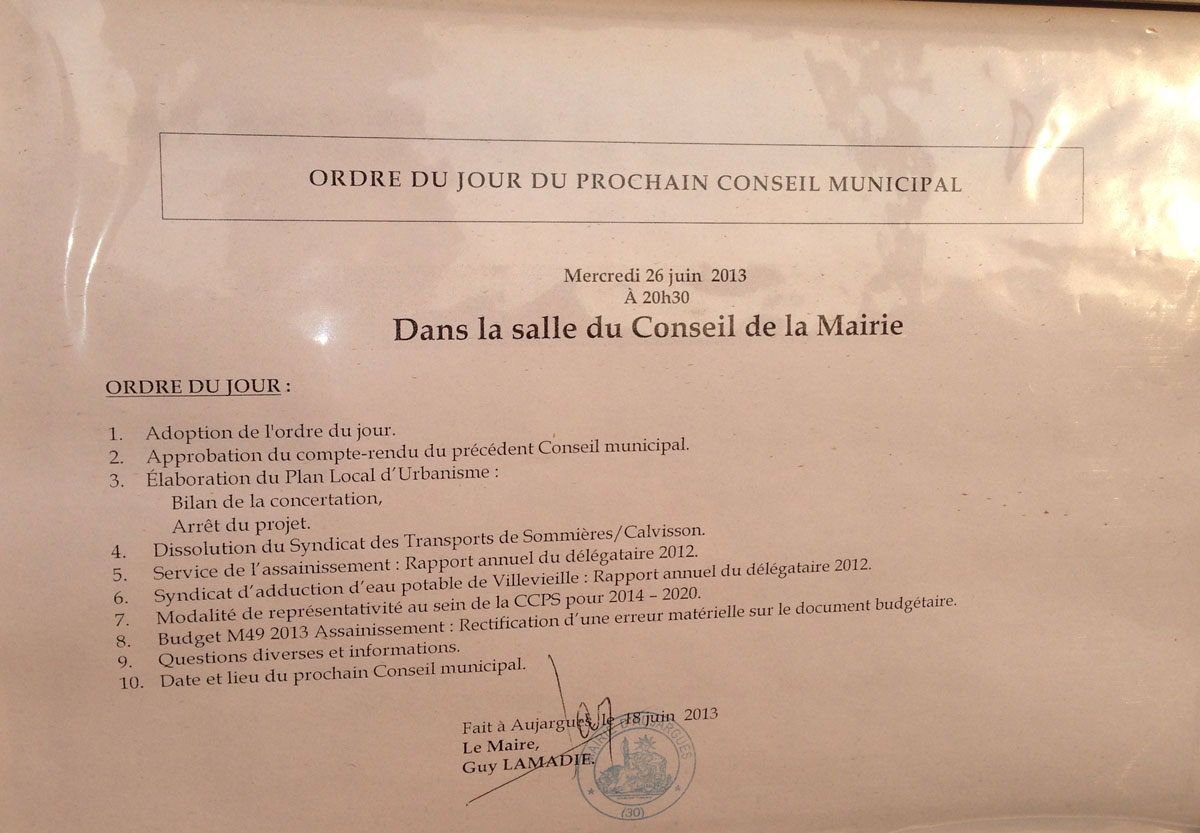 ORDRE DU JOUR DU PROCHAIN CONSEIL MUNICIPAL
Mercredi 26 juin 2013
À 20h30
Dans la salle du Conseil de la Mairie
ORDRE DU JOUR :
1. Adoption de l'ordre du jour.
2. Approbation du compte-rendu du précédent Conseil municipal.
3. Élaboration du Plan Local d'Urbanisme :
Bilan de la concertation,
Arrêt du projet.
4. Dissolution du Syndicat des Transports de Sommières/Calvisson.
5. Service de l'assainissement : Rapport annuel du délégataire 2012.
6. Syndicat d'adduction d'eau potable de Villevieille : Rapport annuel du délégataire 2012.
7. Modalité de représentativité au sein de la CCPS pour 2014 – 2020.
8. Budget M49 2013 Assainissement : Rectification d'une erreur matérielle sur le document budgétaire.
9. Questions diverses et informations.
10. Date et lieu du prochain Conseil municipal.
Fait à Aujargues, le 18 juin 2013
Le Maire,
Guy LAMADIE.
MAIRIE D'AUJARGUES
(30)